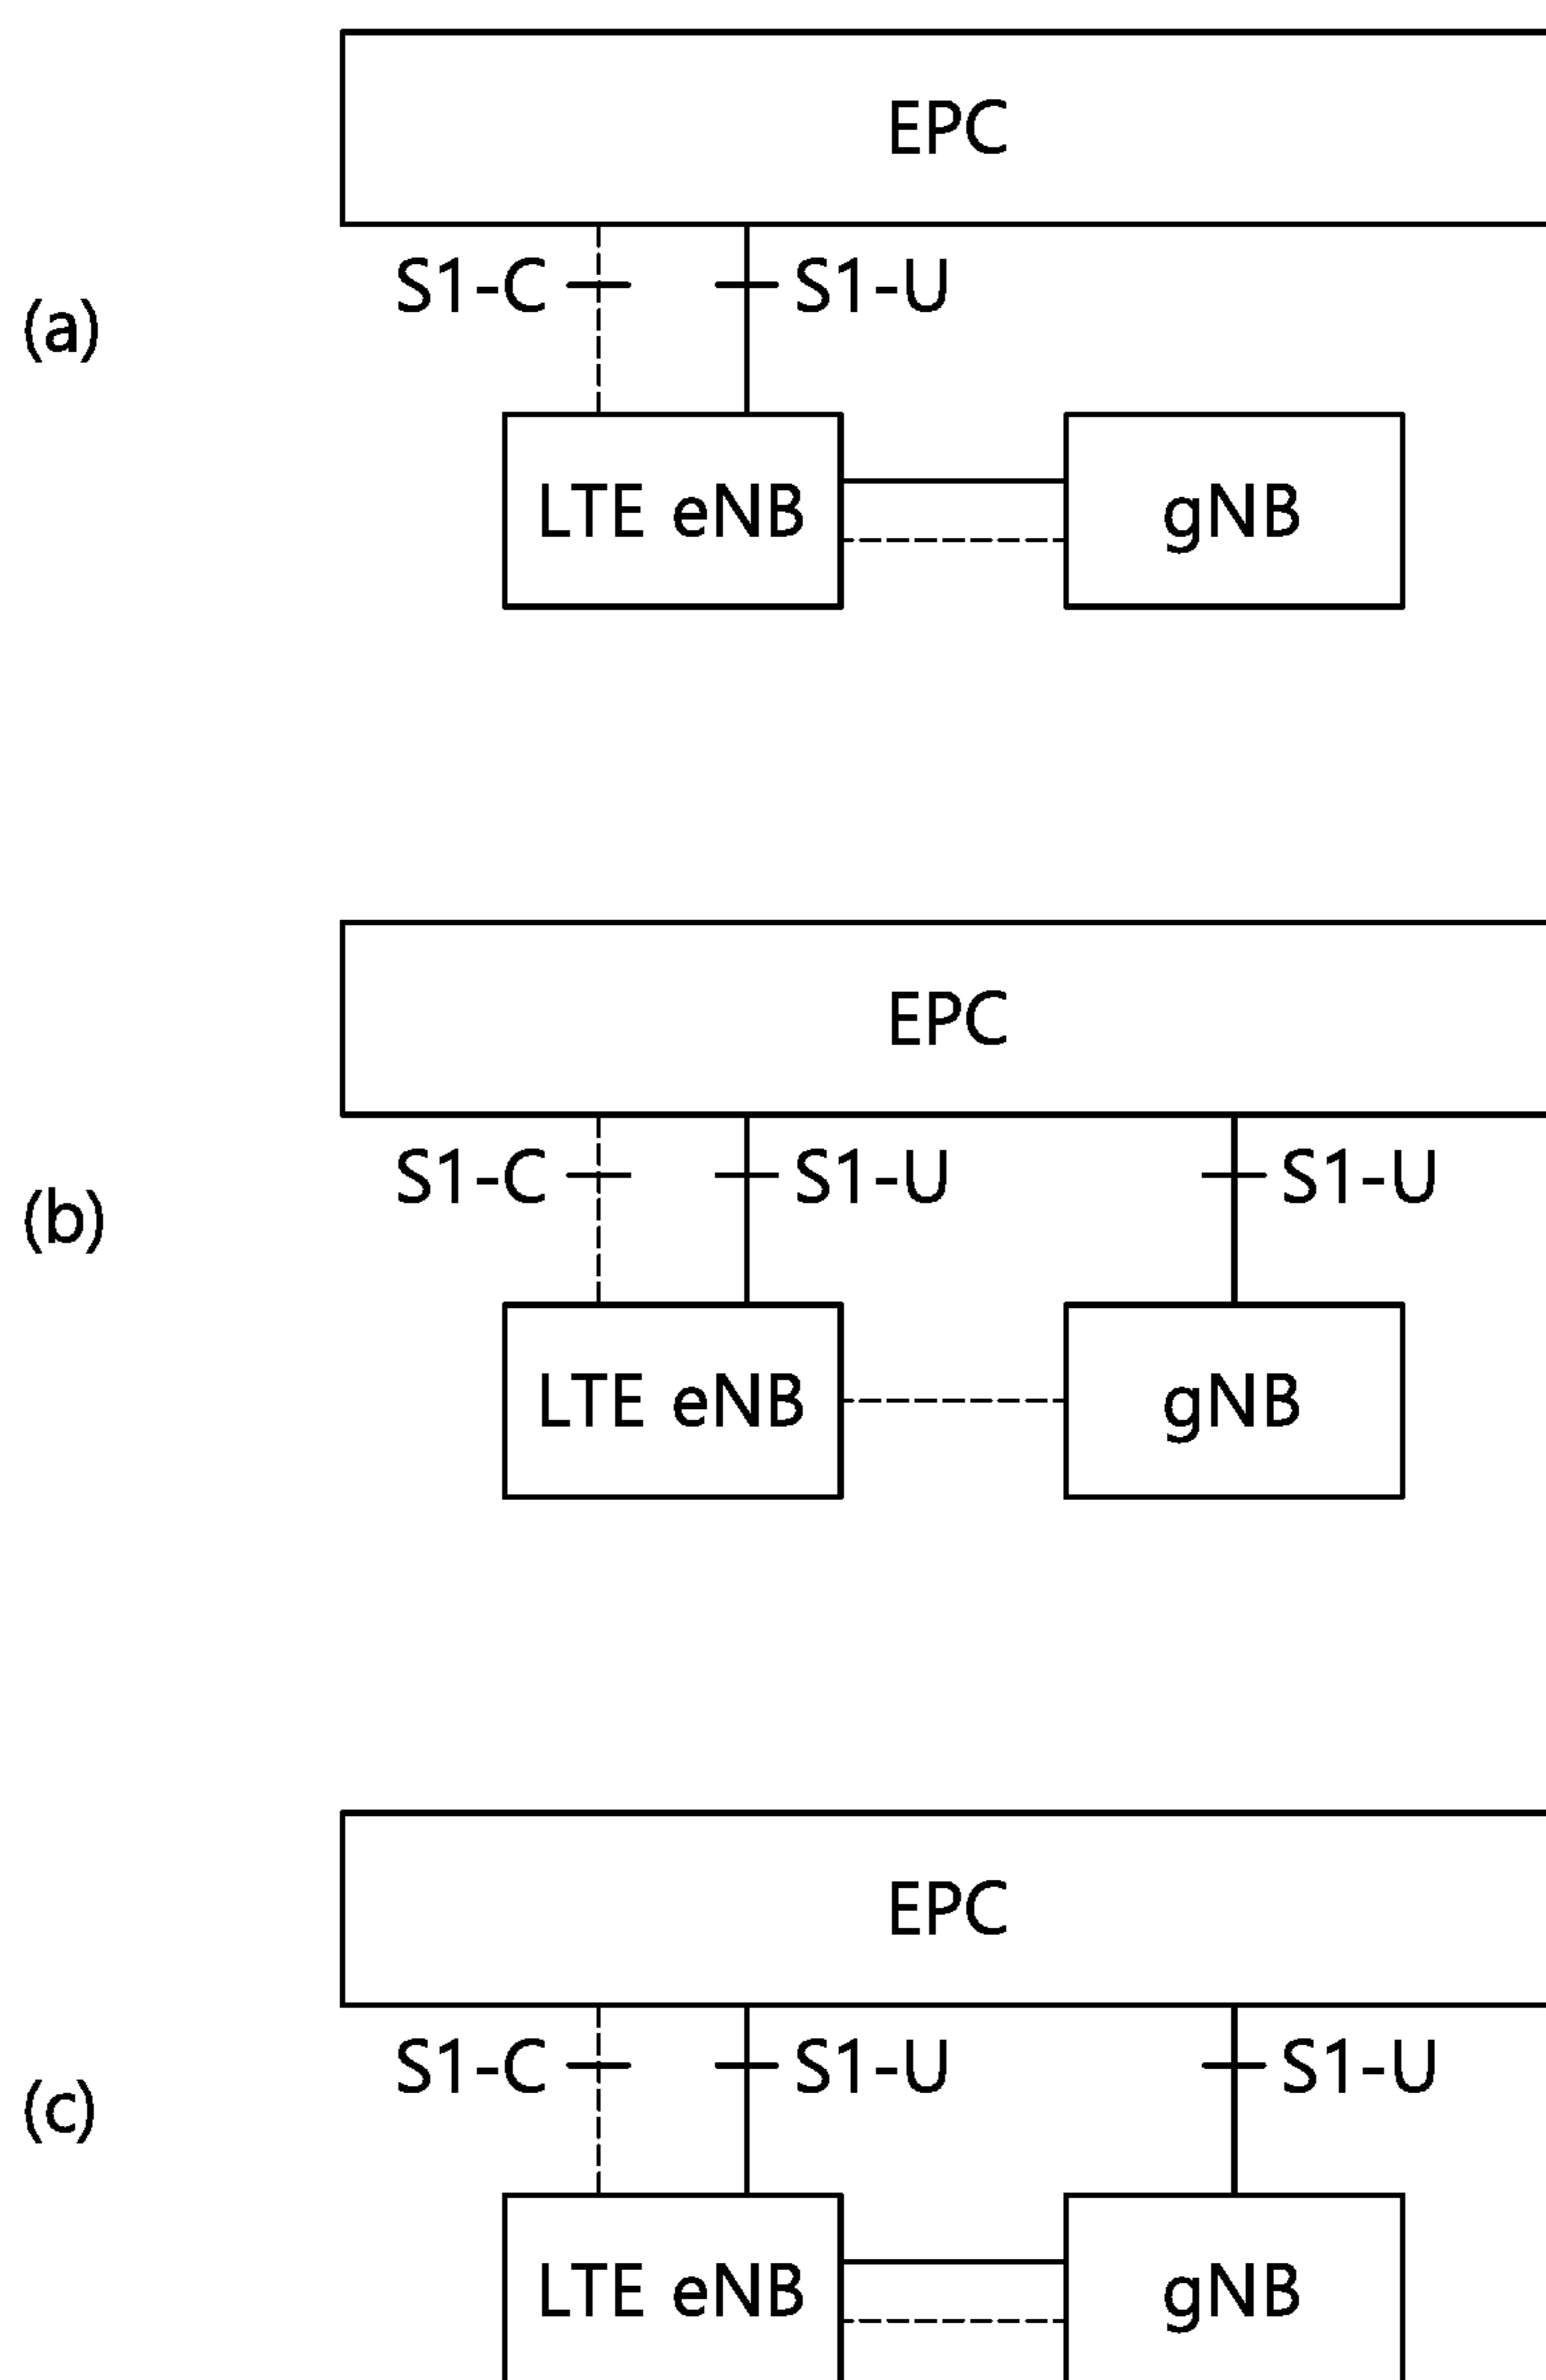 EPC
S1-C S1-U
(a)
LTE eNB gNB
EPC
S1-C S1-U S1-U
(b)
LTE eNB gNB
EPC
S1-C S1-U S1-U
(c)
LTE eNB gNB